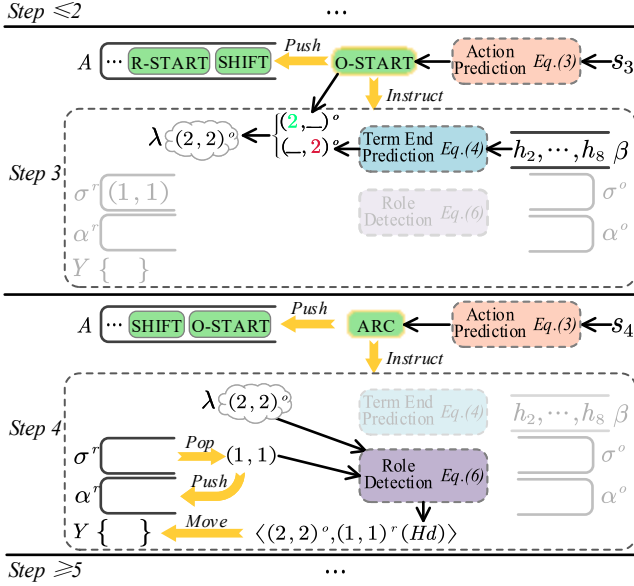 Step ≤2 ···
A ··· R-START SHIFT Push O-START Action Prediction Eq.(3) s₃
Instruct
Step 3
λ (2,2)ᵒ {(2,_)ᵒ
(_,2)ᵒ Term End Prediction Eq.(4) h₂,···,h₈ β
σʳ (1,1) Role Detection Eq.(6) σᵒ
αʳ αᵒ
Y { }
A ··· SHIFT O-START Push ARC Action Prediction Eq.(3) s₄
Instruct
Step 4
λ (2,2)ᵒ Term End Prediction Eq.(4) h₂,···,h₈ β
σʳ Pop (1,1) Role Detection Eq.(6) σᵒ
αʳ Push αᵒ
Y { } Move ⟨(2,2)ᵒ,(1,1)ʳ(Hd)⟩
Step ≥5 ···